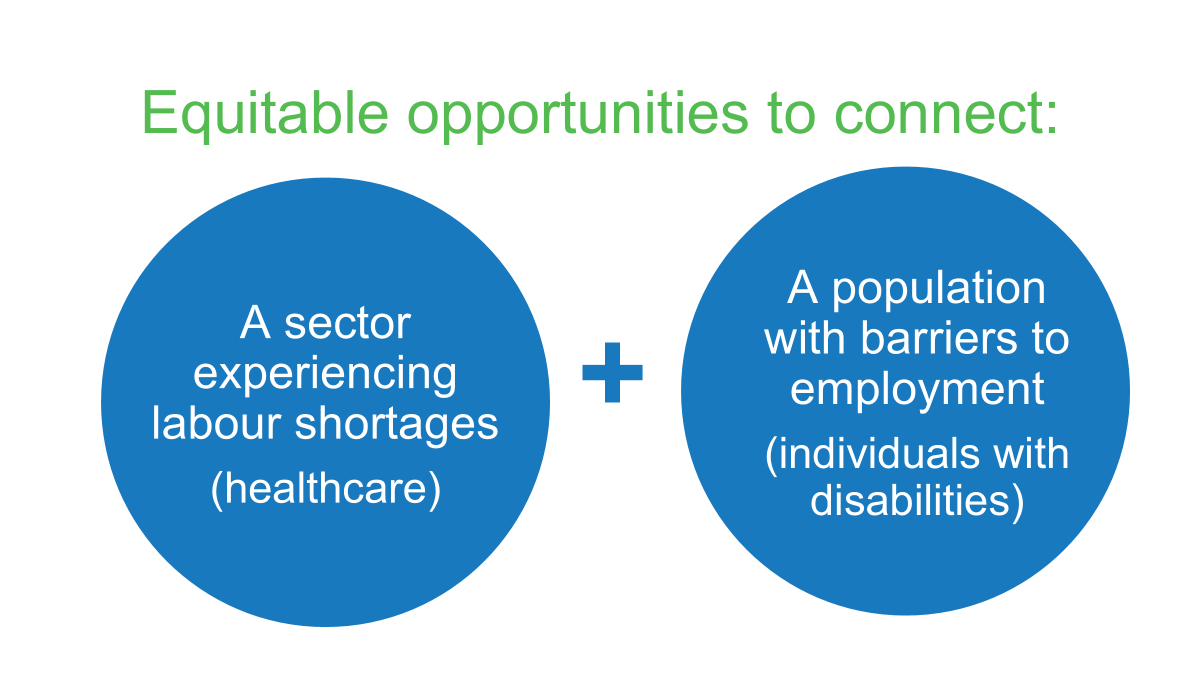 Equitable opportunities to connect:
A sector
experiencing
labour shortages
(healthcare)
+
A population
with barriers to
employment
(individuals with
disabilities)